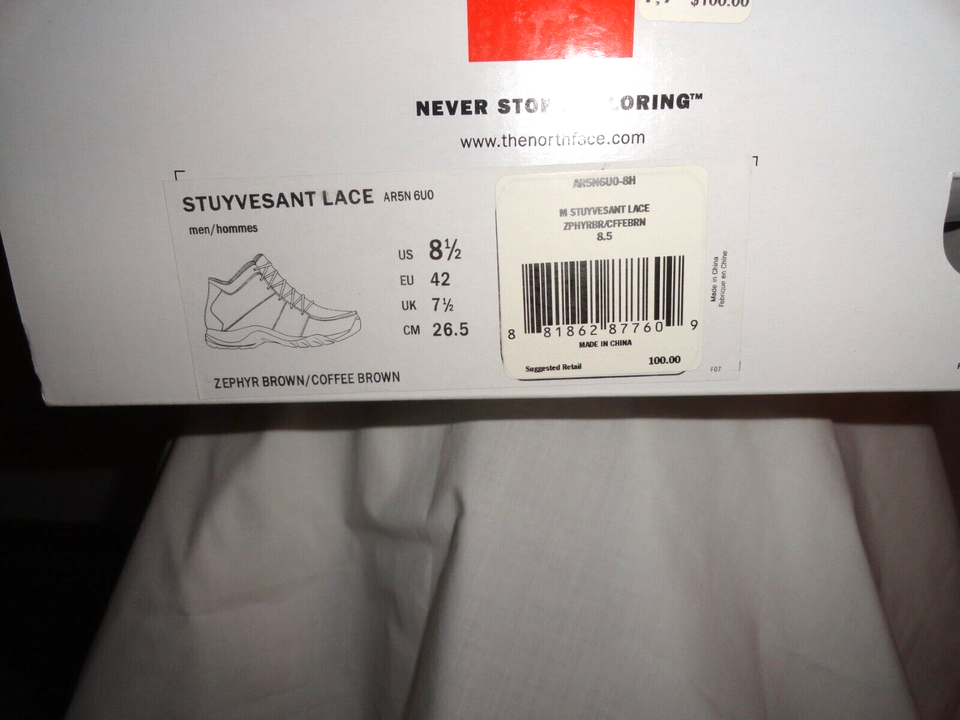 $100.00
NEVER STOP EXPLORING™
www.thenorthface.com
STUYVESANT LACE AR5N 6U0
men/hommes
US 8½
EU 42
UK 7½
CM 26.5
ZEPHYR BROWN/COFFEE BROWN
AR5N6U0-8H
M STUYVESANT LACE
ZPHYRBR/CFFEBRN
8.5
8 81862 87760 9
MADE IN CHINA
Suggested Retail 100.00
Made in China
Fabriqué en Chine
F07